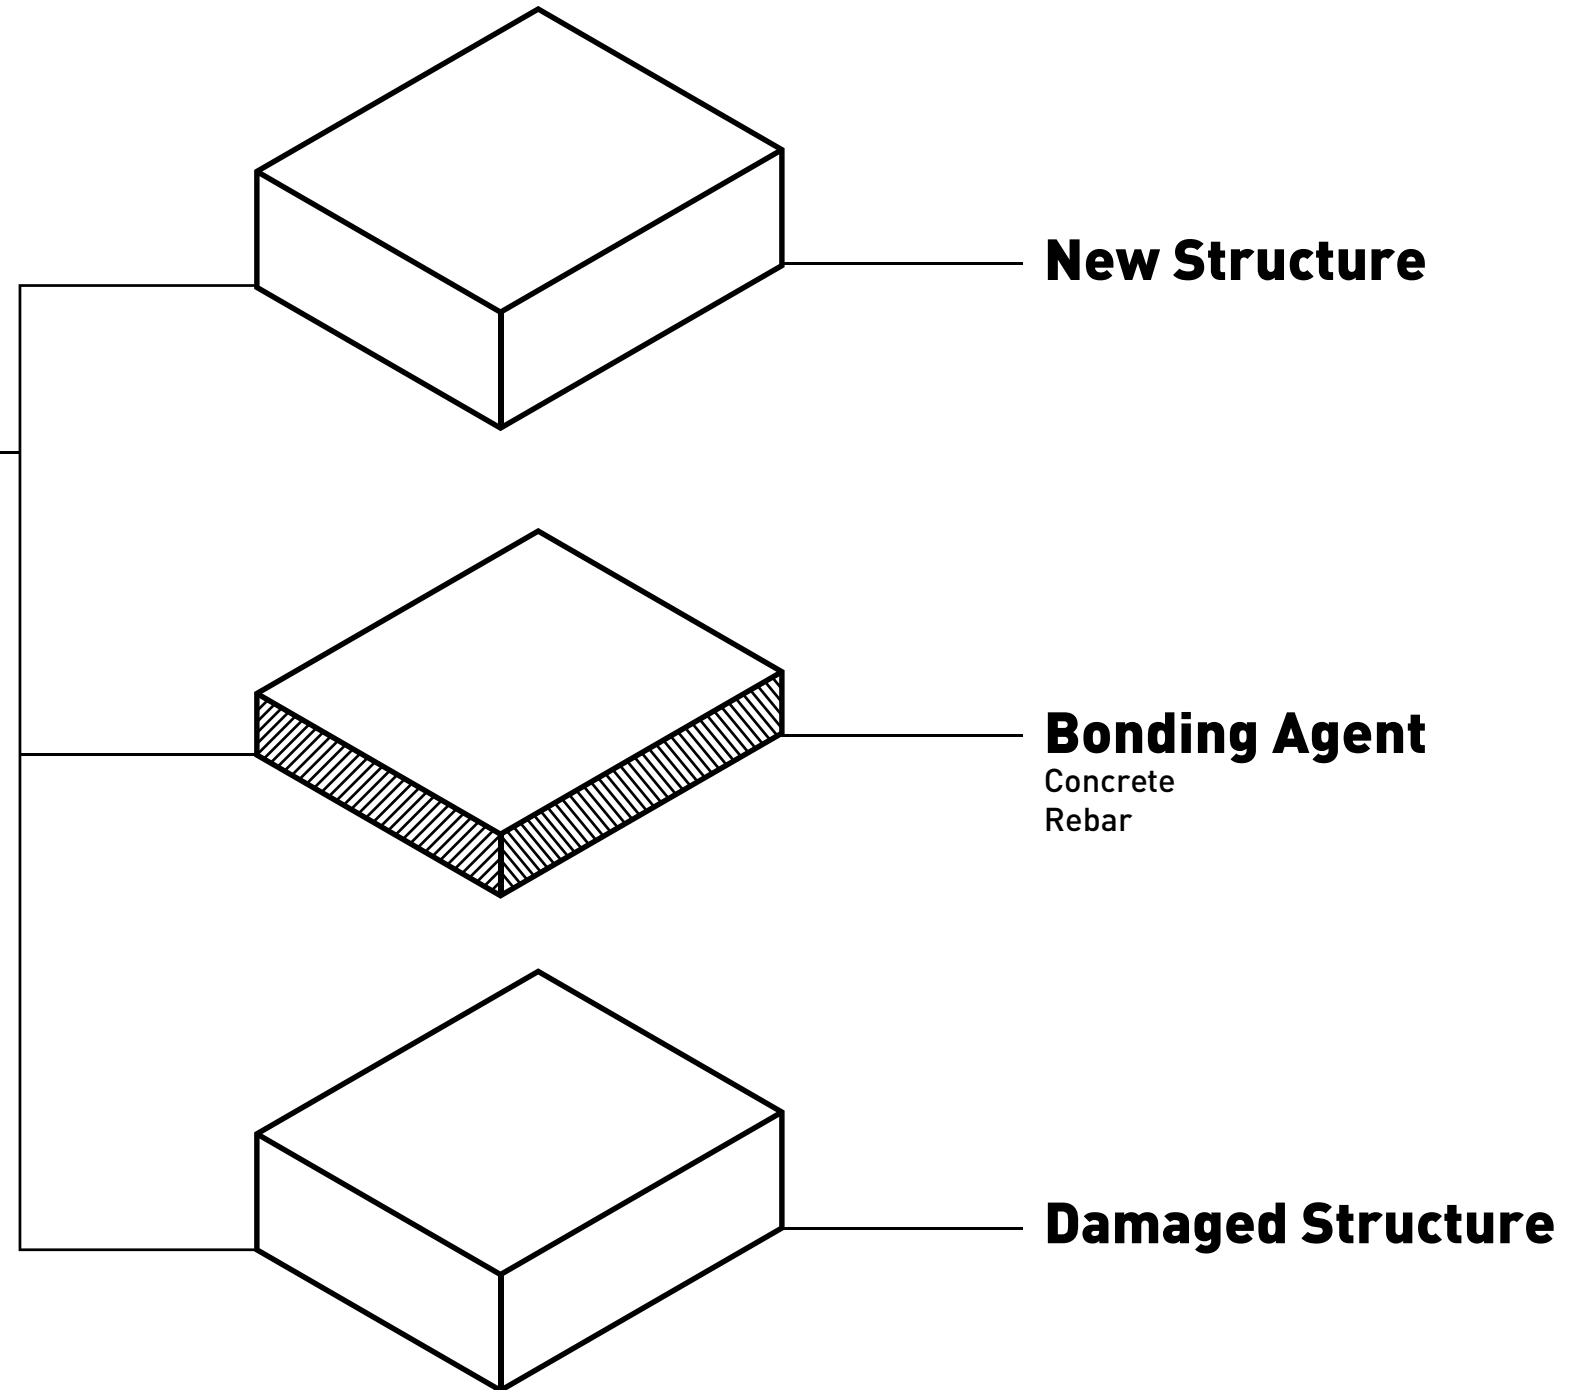 New Structure
Bonding Agent
Concrete
Rebar
Damaged Structure